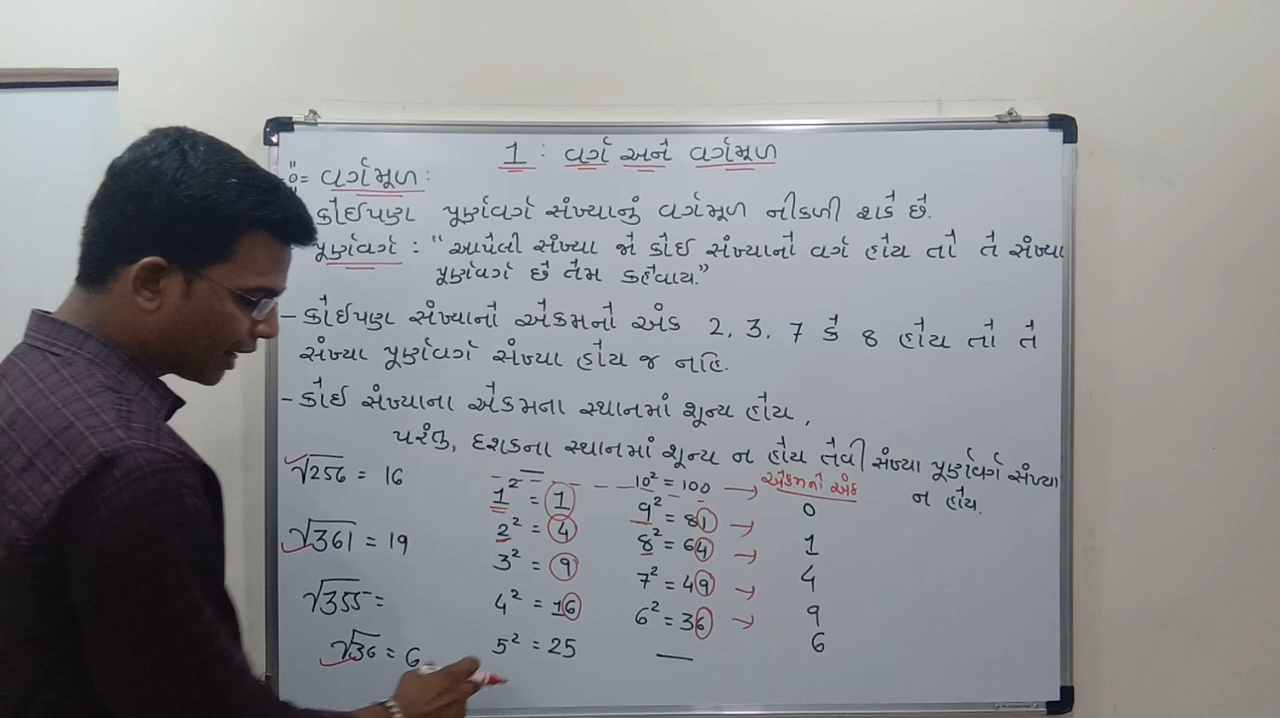 1 : વર્ગ અને વર્ગમૂળ
વર્ગમૂળ :
કોઈપણ પૂર્ણવર્ગ સંખ્યાનું વર્ગમૂળ નીકળી શકે છે.
પૂર્ણવર્ગ : "આપેલી સંખ્યા જો કોઈ સંખ્યાનો વર્ગ હોય તો તે સંખ્યા
પૂર્ણવર્ગ છે તેમ કહેવાય."
- કોઈપણ સંખ્યાનો એકમનો અંક 2, 3, 7 કે 8 હોય તો તે
સંખ્યા પૂર્ણવર્ગ સંખ્યા હોય જ નહિ.
- કોઈ સંખ્યાના એકમના સ્થાનમાં શૂન્ય હોય,
પરંતુ, દશકના સ્થાનમાં શૂન્ય ન હોય તેવી સંખ્યા પૂર્ણવર્ગ સંખ્યા
ન હોય.
√256 = 16
√361 = 19
√355 =
√36 = 6
1² = 1
2² = 4
3² = 9
4² = 16
5² = 25
10² = 100 → એકમનો અંક
0
9² = 81 → 1
8² = 64 → 4
7² = 49 → 9
6² = 36 → 6